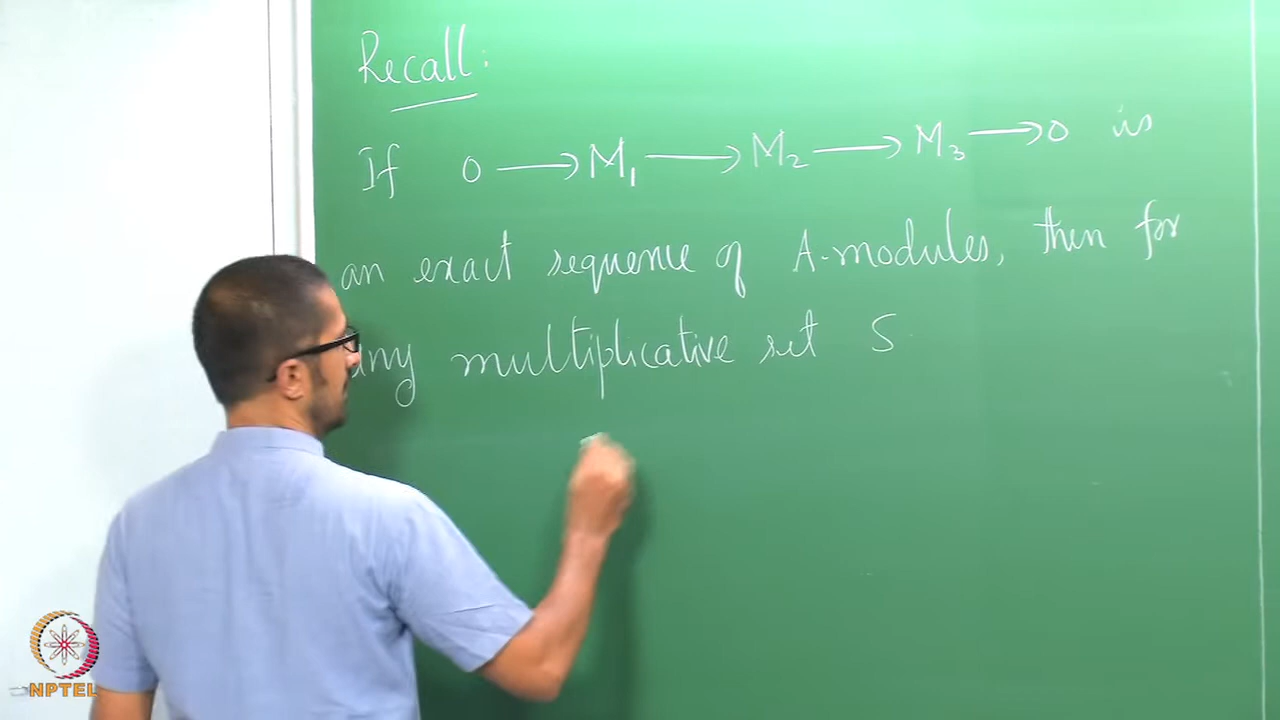 Recall:
If 0 → M₁ → M₂ → M₃ → 0 is
an exact sequence of A-modules, then for
any multiplicative set S
NPTEL